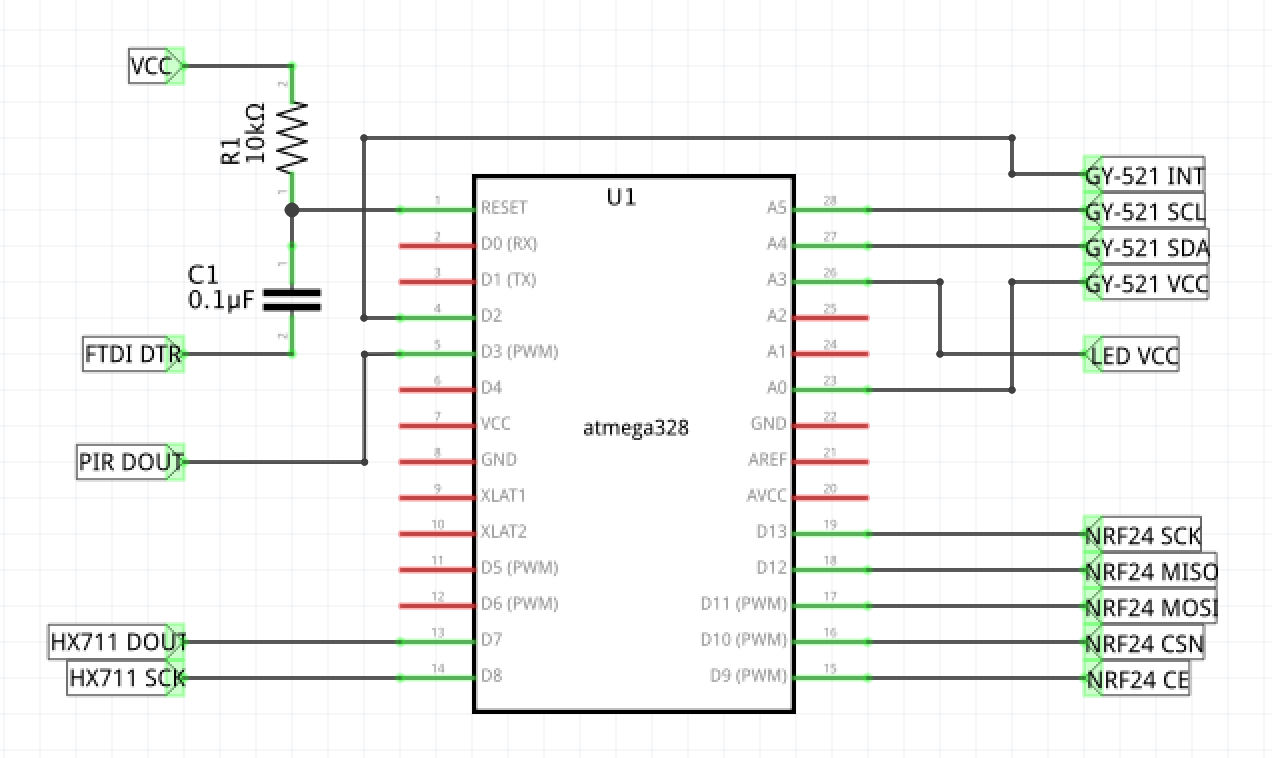 VCC
2
R1
10kΩ
1
1
C1
0.1µF
2
FTDI DTR
PIR DOUT
HX711 DOUT
HX711 SCK
U1
atmega328
1 RESET
2 D0 (RX)
3 D1 (TX)
4 D2
5 D3 (PWM)
6 D4
7 VCC
8 GND
9 XLAT1
10 XLAT2
11 D5 (PWM)
12 D6 (PWM)
13 D7
14 D8
A5 28
A4 27
A3 26
A2 25
A1 24
A0 23
GND 22
AREF 21
AVCC 20
D13 19
D12 18
D11 (PWM) 17
D10 (PWM) 16
D9 (PWM) 15
GY-521 INT
GY-521 SCL
GY-521 SDA
GY-521 VCC
LED VCC
NRF24 SCK
NRF24 MISO
NRF24 MOSI
NRF24 CSN
NRF24 CE